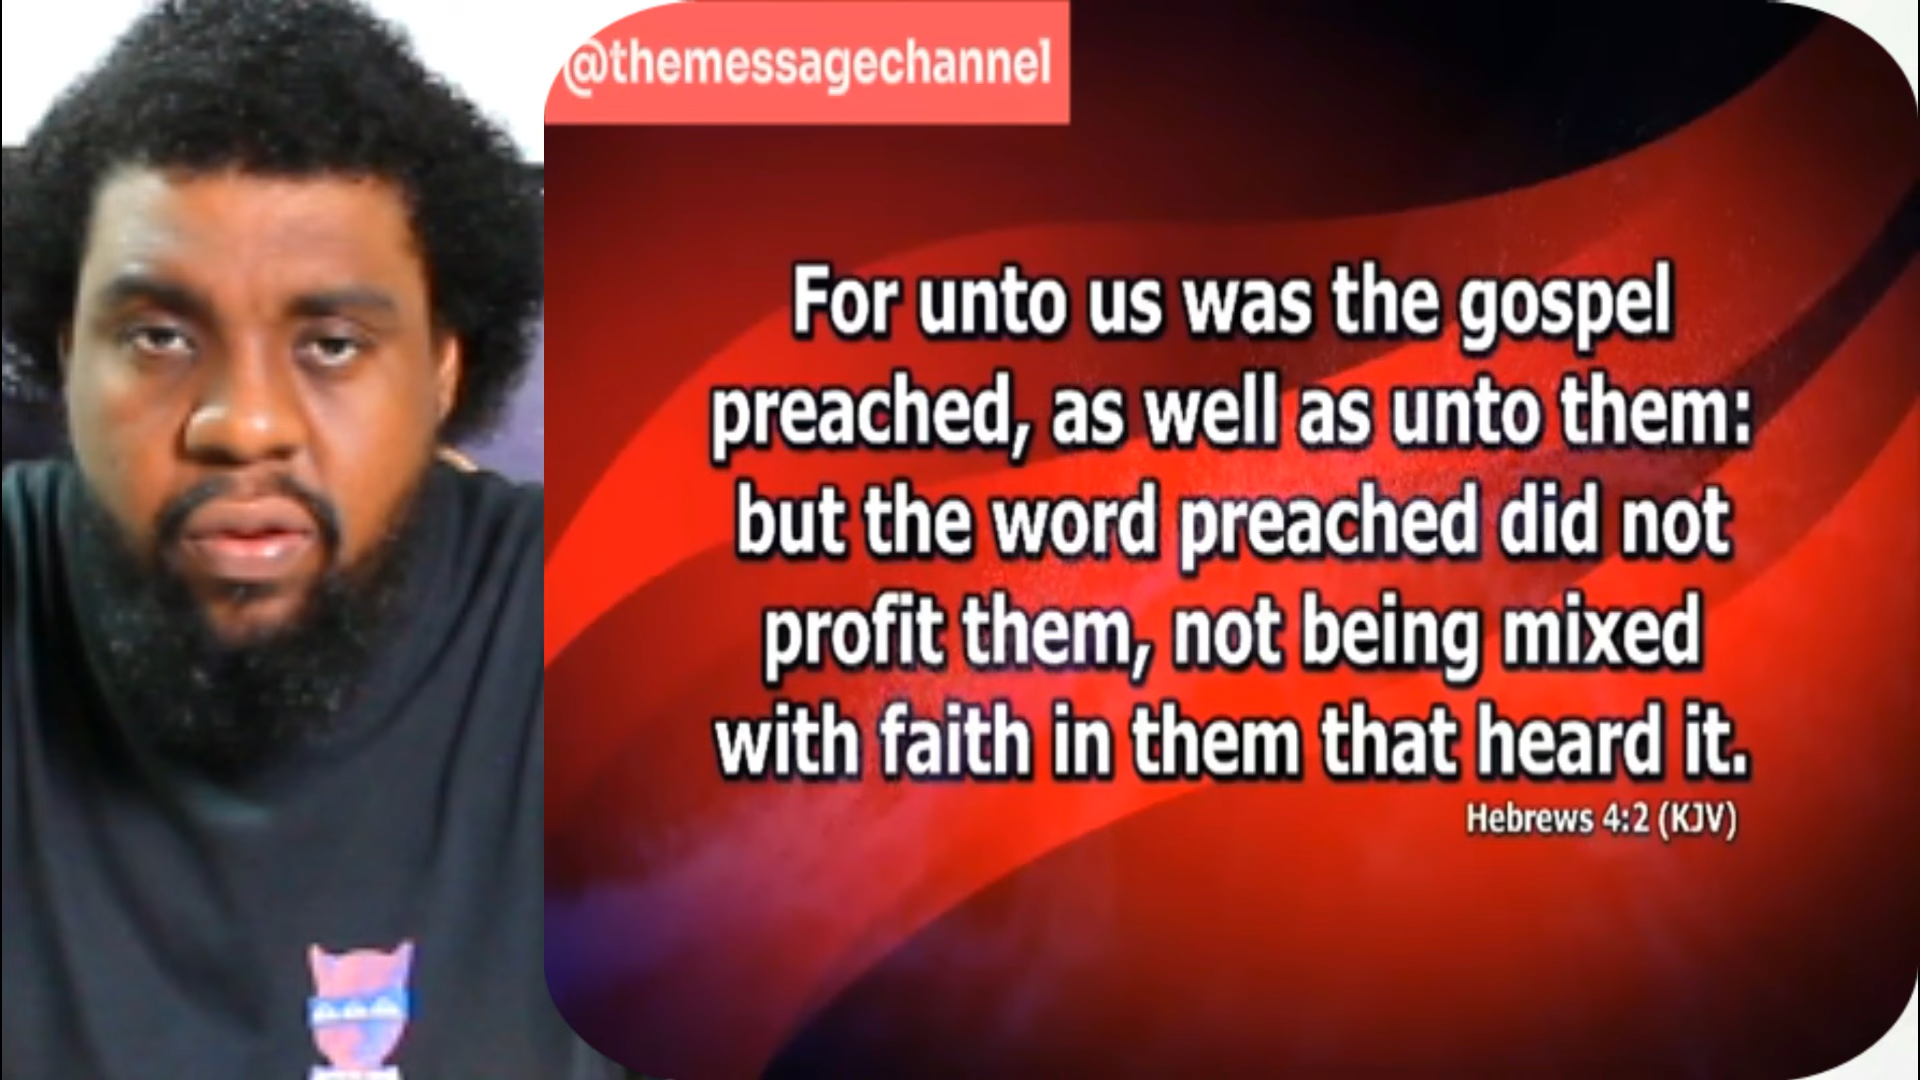 @themessagechannel
For unto us was the gospel
preached, as well as unto them:
but the word preached did not
profit them, not being mixed
with faith in them that heard it.
Hebrews 4:2 (KJV)